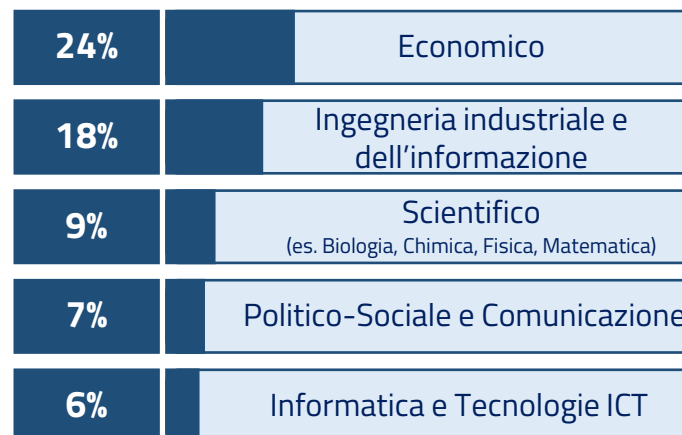 24%
Economico
18%
Ingegneria industriale e
dell’informazione
9%
Scientifico
(es. Biologia, Chimica, Fisica, Matematica)
7%
Politico-Sociale e Comunicazione
6%
Informatica e Tecnologie ICT